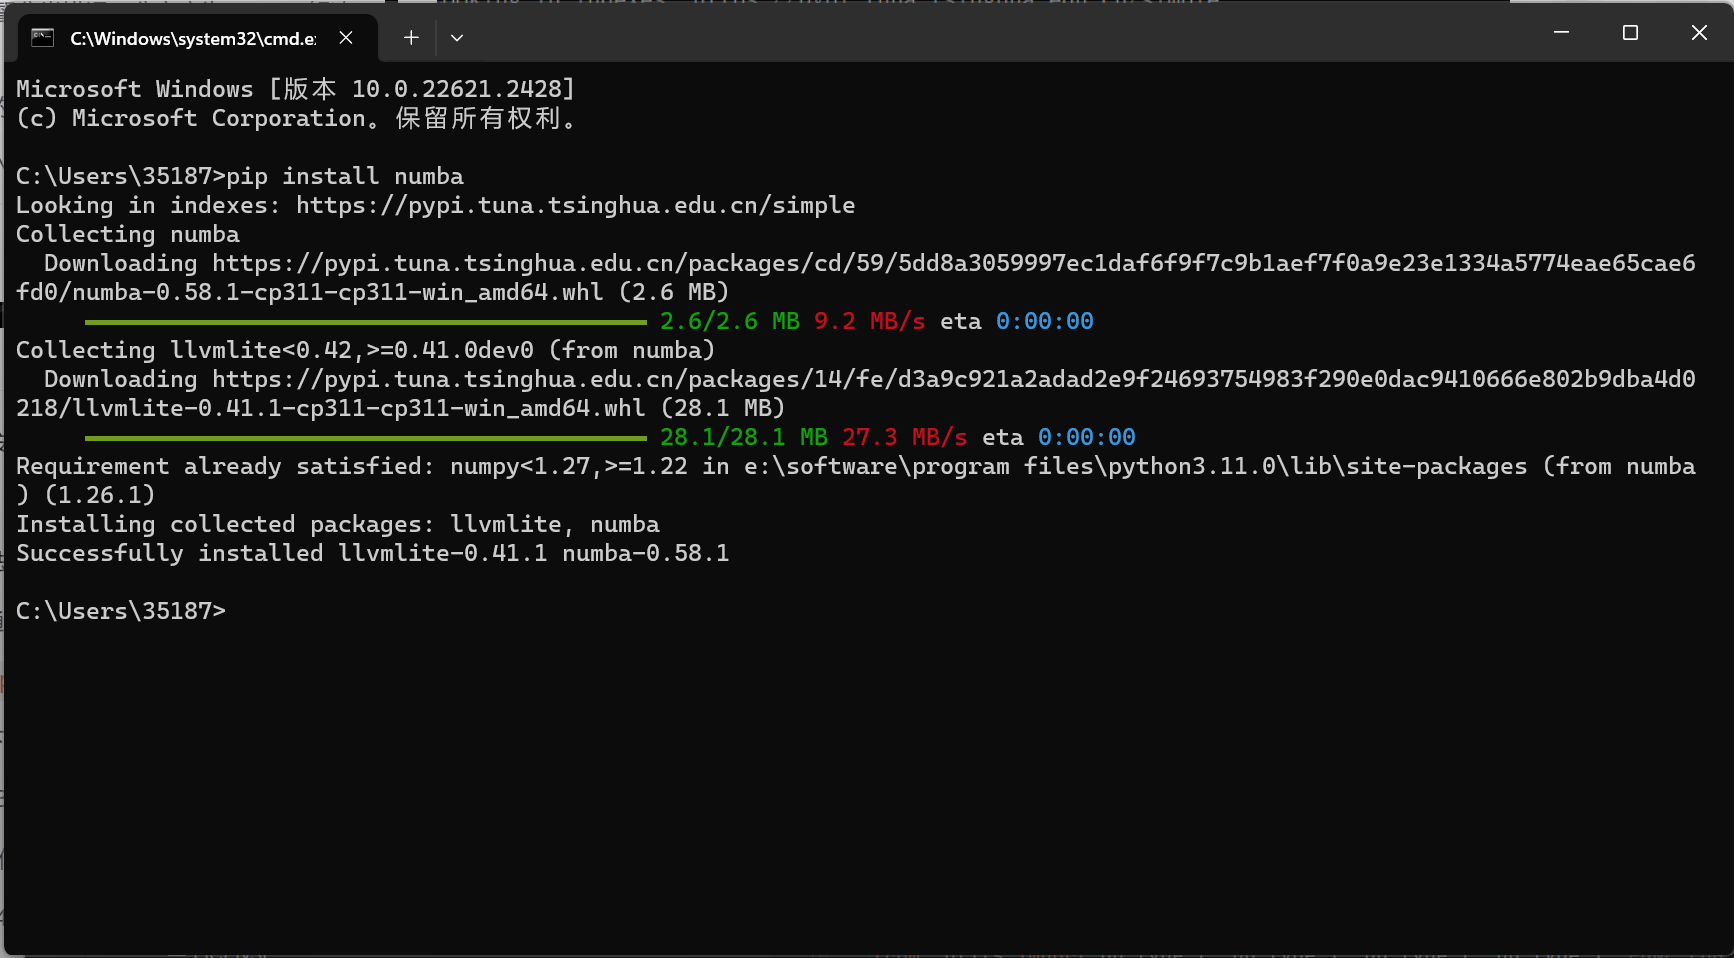 C:\Windows\system32\cmd.e
Microsoft Windows [版本 10.0.22621.2428]
(c) Microsoft Corporation。保留所有权利。
C:\Users\35187>pip install numba
Looking in indexes: https://pypi.tuna.tsinghua.edu.cn/simple
Collecting numba
Downloading https://pypi.tuna.tsinghua.edu.cn/packages/cd/59/5dd8a3059997ec1daf6f9f7c9b1aef7f0a9e23e1334a5774eae65cae6
fd0/numba-0.58.1-cp311-cp311-win_amd64.whl (2.6 MB)
2.6/2.6 MB 9.2 MB/s eta 0:00:00
Collecting llvmlite<0.42,>=0.41.0dev0 (from numba)
Downloading https://pypi.tuna.tsinghua.edu.cn/packages/14/fe/d3a9c921a2adad2e9f24693754983f290e0dac9410666e802b9dba4d0
218/llvmlite-0.41.1-cp311-cp311-win_amd64.whl (28.1 MB)
28.1/28.1 MB 27.3 MB/s eta 0:00:00
Requirement already satisfied: numpy<1.27,>=1.22 in e:\software\program files\python3.11.0\lib\site-packages (from numba
) (1.26.1)
Installing collected packages: llvmlite, numba
Successfully installed llvmlite-0.41.1 numba-0.58.1
C:\Users\35187>